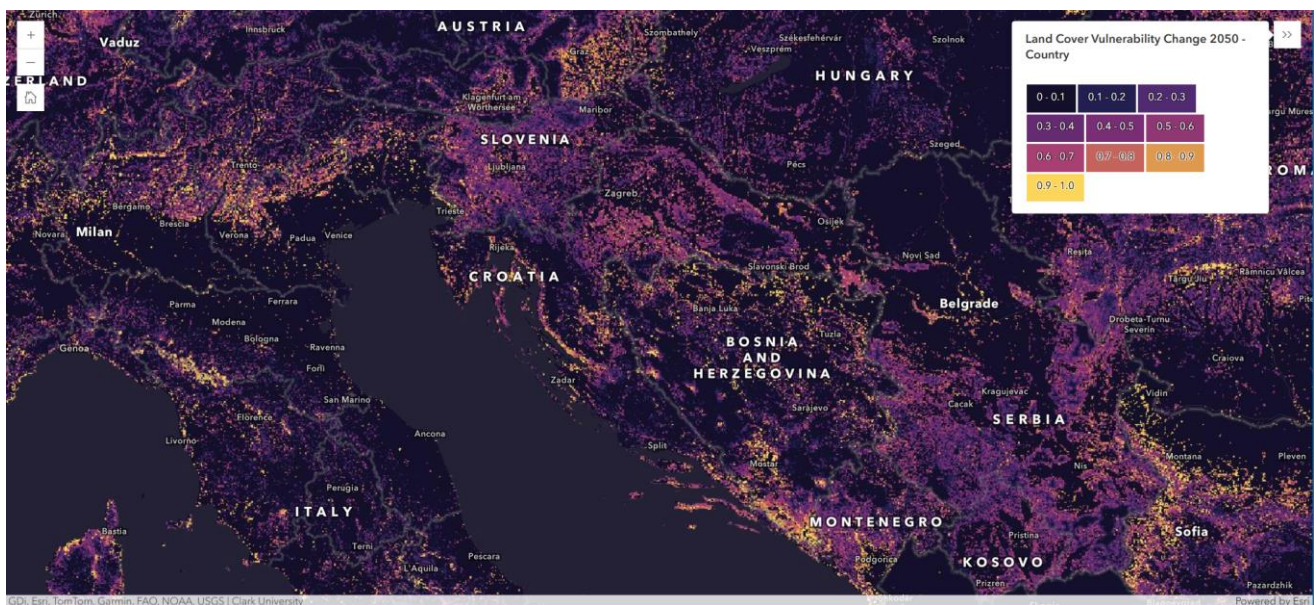 Zürich
Innsbruck
AUSTRIA
Szombathely
Székesfehérvár
Veszprém
Szolnok
Vaduz
Graz
HUNGARY
ZERLAND
Klagenfurt am
Wörthersee
Maribor
SLOVENIA
Ljubljana
Szeged
Pécs
Trento
Zagreb
Bergamo
Brescia
Trieste
Novara
Milan
Verona
Padua
Venice
Rijeka
Osijek
Novi Sad
Slavonski Brod
Resița
CROATIA
Târgu Jiu
Râmnicu Vâlcea
Parma
Ferrara
Belgrade
Banja Luka
Modena
Bologna
Ravenna
Tuzla
Drobeta-Turnu
Severin
BOSNIA
AND
HERZEGOVINA
Genoa
Forlì
Zadar
Craiova
San Marino
Kragujevac
Cacak
Vidin
Florence
Sarajevo
SERBIA
Livorno
Ancona
Split
Mostar
Nis
Montana
Pleven
Perugia
ITALY
MONTENEGRO
Sofia
Bastia
Terni
Pristina
Podgorica
KOSOVO
L'Aquila
Pescara
Prizren
Pazardzhik
Land Cover Vulnerability Change 2050 -
Country
0 - 0.1 0.1 - 0.2 0.2 - 0.3
0.3 - 0.4 0.4 - 0.5 0.5 - 0.6
0.6 - 0.7 0.7 - 0.8 0.8 - 0.9
0.9 - 1.0
GDi, Esri, TomTom, Garmin, FAO, NOAA, USGS | Clark University
Powered by Esri